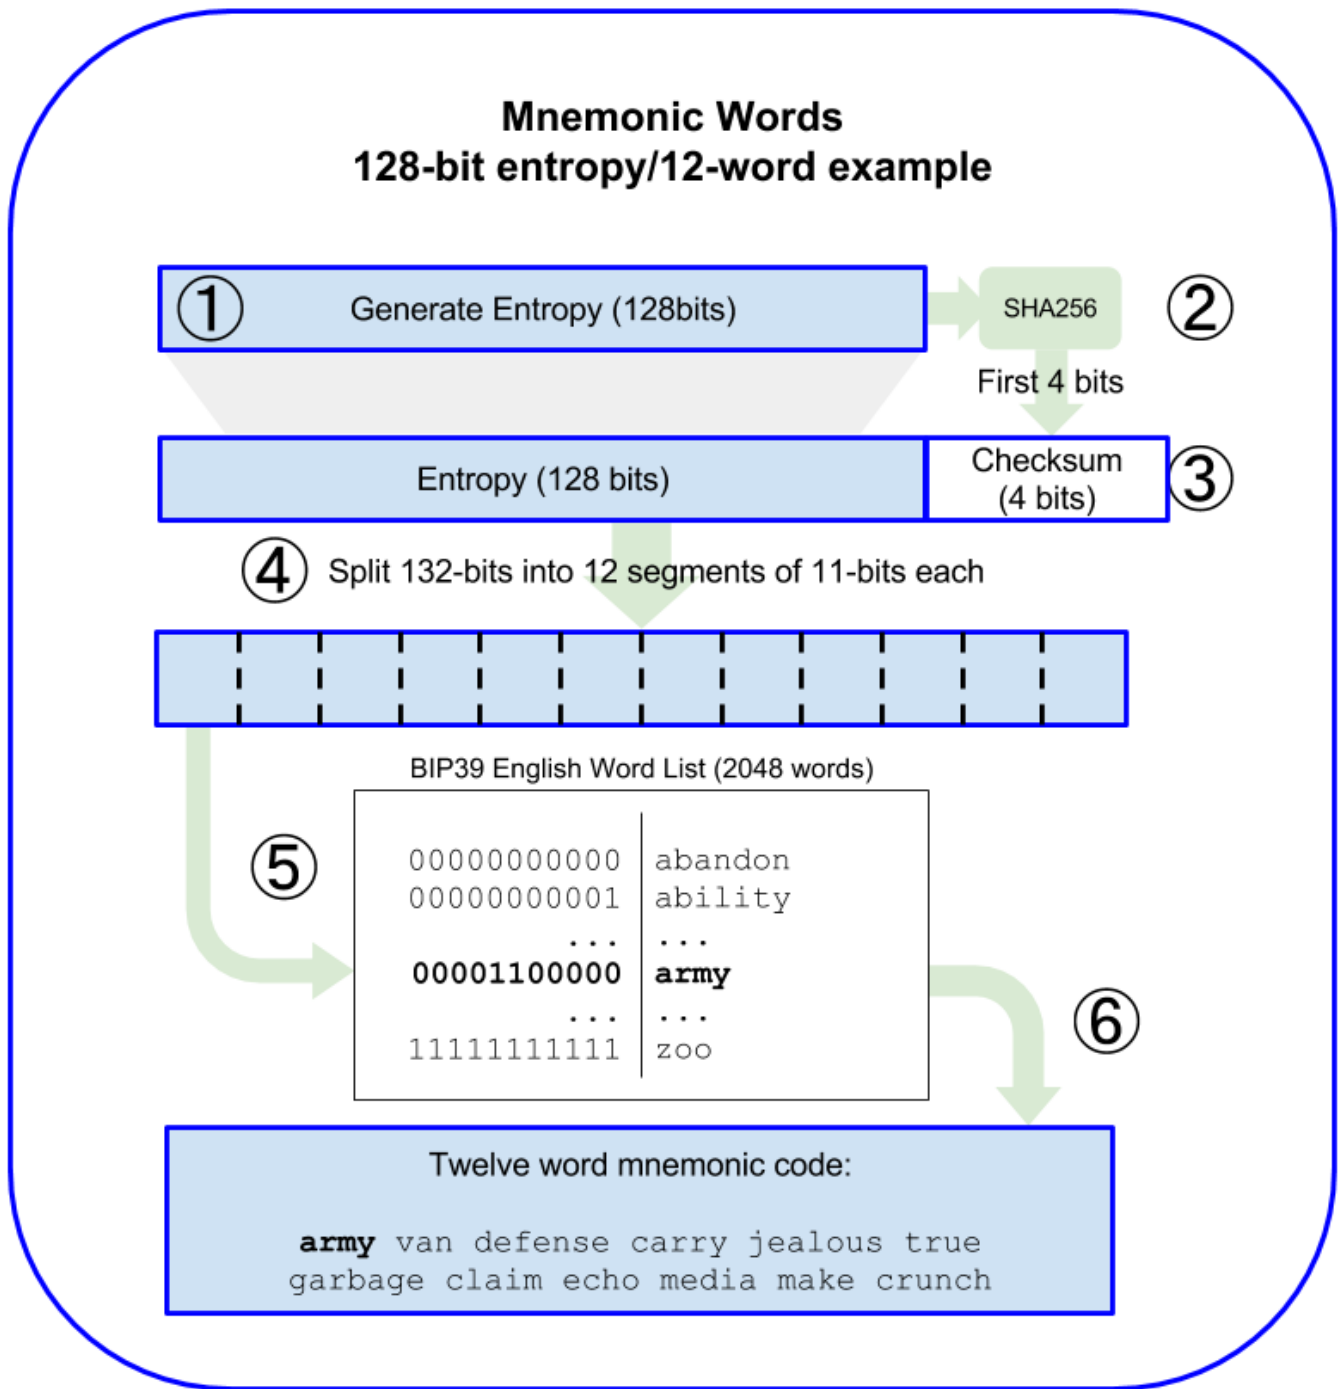 Mnemonic Words
128-bit entropy/12-word example
① Generate Entropy (128bits)
SHA256
②
First 4 bits
Entropy (128 bits)
Checksum
(4 bits)
③
④ Split 132-bits into 12 segments of 11-bits each
BIP39 English Word List (2048 words)
⑤
00000000000 abandon
00000000001 ability
... ...
00001100000 army
... ...
11111111111 zoo
⑥
Twelve word mnemonic code:
army van defense carry jealous true
garbage claim echo media make crunch